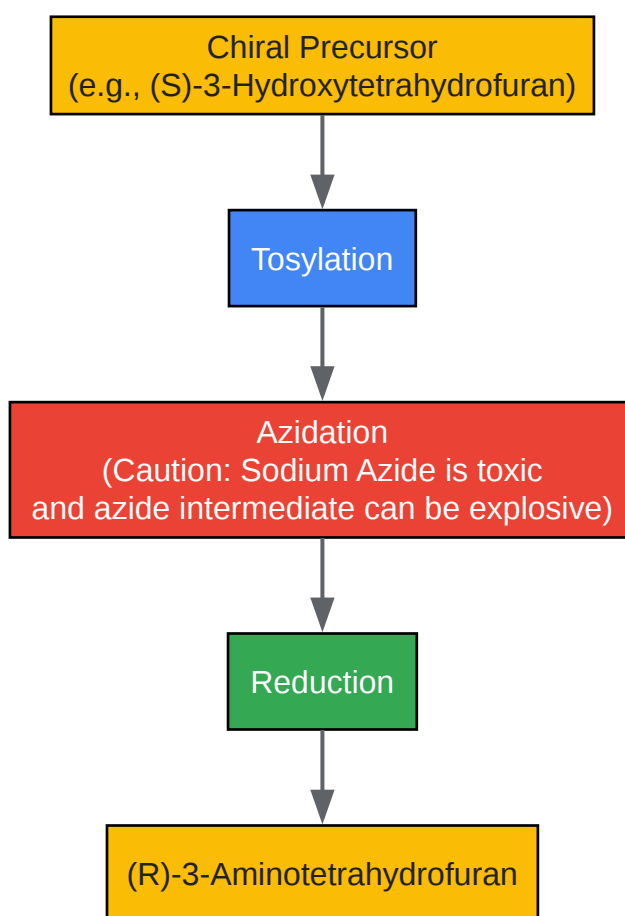 Chiral Precursor
(e.g., (S)-3-Hydroxytetrahydrofuran)
Tosylation
Azidation
(Caution: Sodium Azide is toxic
and azide intermediate can be explosive)
Reduction
(R)-3-Aminotetrahydrofuran